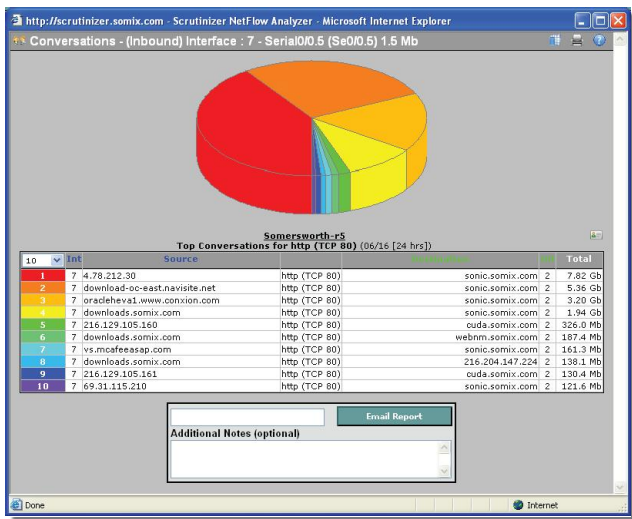 http://scrutinizer.somix.com - Scrutinizer NetFlow Analyzer - Microsoft Internet Explorer
Conversations - (Inbound) Interface : 7 - Serial0/0.5 (Se0/0.5) 1.5 Mb
Somersworth-r5
Top Conversations for http (TCP 80) (06/16 [24 hrs])
10 Int Source Total
1 7 4.78.212.30 http (TCP 80) sonic.somix.com 2 7.82 Gb
2 7 download-oc-east.navisite.net http (TCP 80) sonic.somix.com 2 5.36 Gb
3 7 oracleheva1.www.conxion.com http (TCP 80) sonic.somix.com 2 3.20 Gb
4 7 downloads.somix.com http (TCP 80) sonic.somix.com 2 1.94 Gb
5 7 216.129.105.160 http (TCP 80) cuda.somix.com 2 326.0 Mb
6 7 downloads.somix.com http (TCP 80) webnm.somix.com 2 187.4 Mb
7 7 vs.mcafeeasap.com http (TCP 80) sonic.somix.com 2 161.3 Mb
8 7 downloads.somix.com http (TCP 80) 216.204.147.224 2 138.1 Mb
9 7 216.129.105.161 http (TCP 80) cuda.somix.com 2 130.4 Mb
10 7 69.31.115.210 http (TCP 80) sonic.somix.com 2 121.6 Mb
Email Report
Additional Notes (optional)
Done Internet